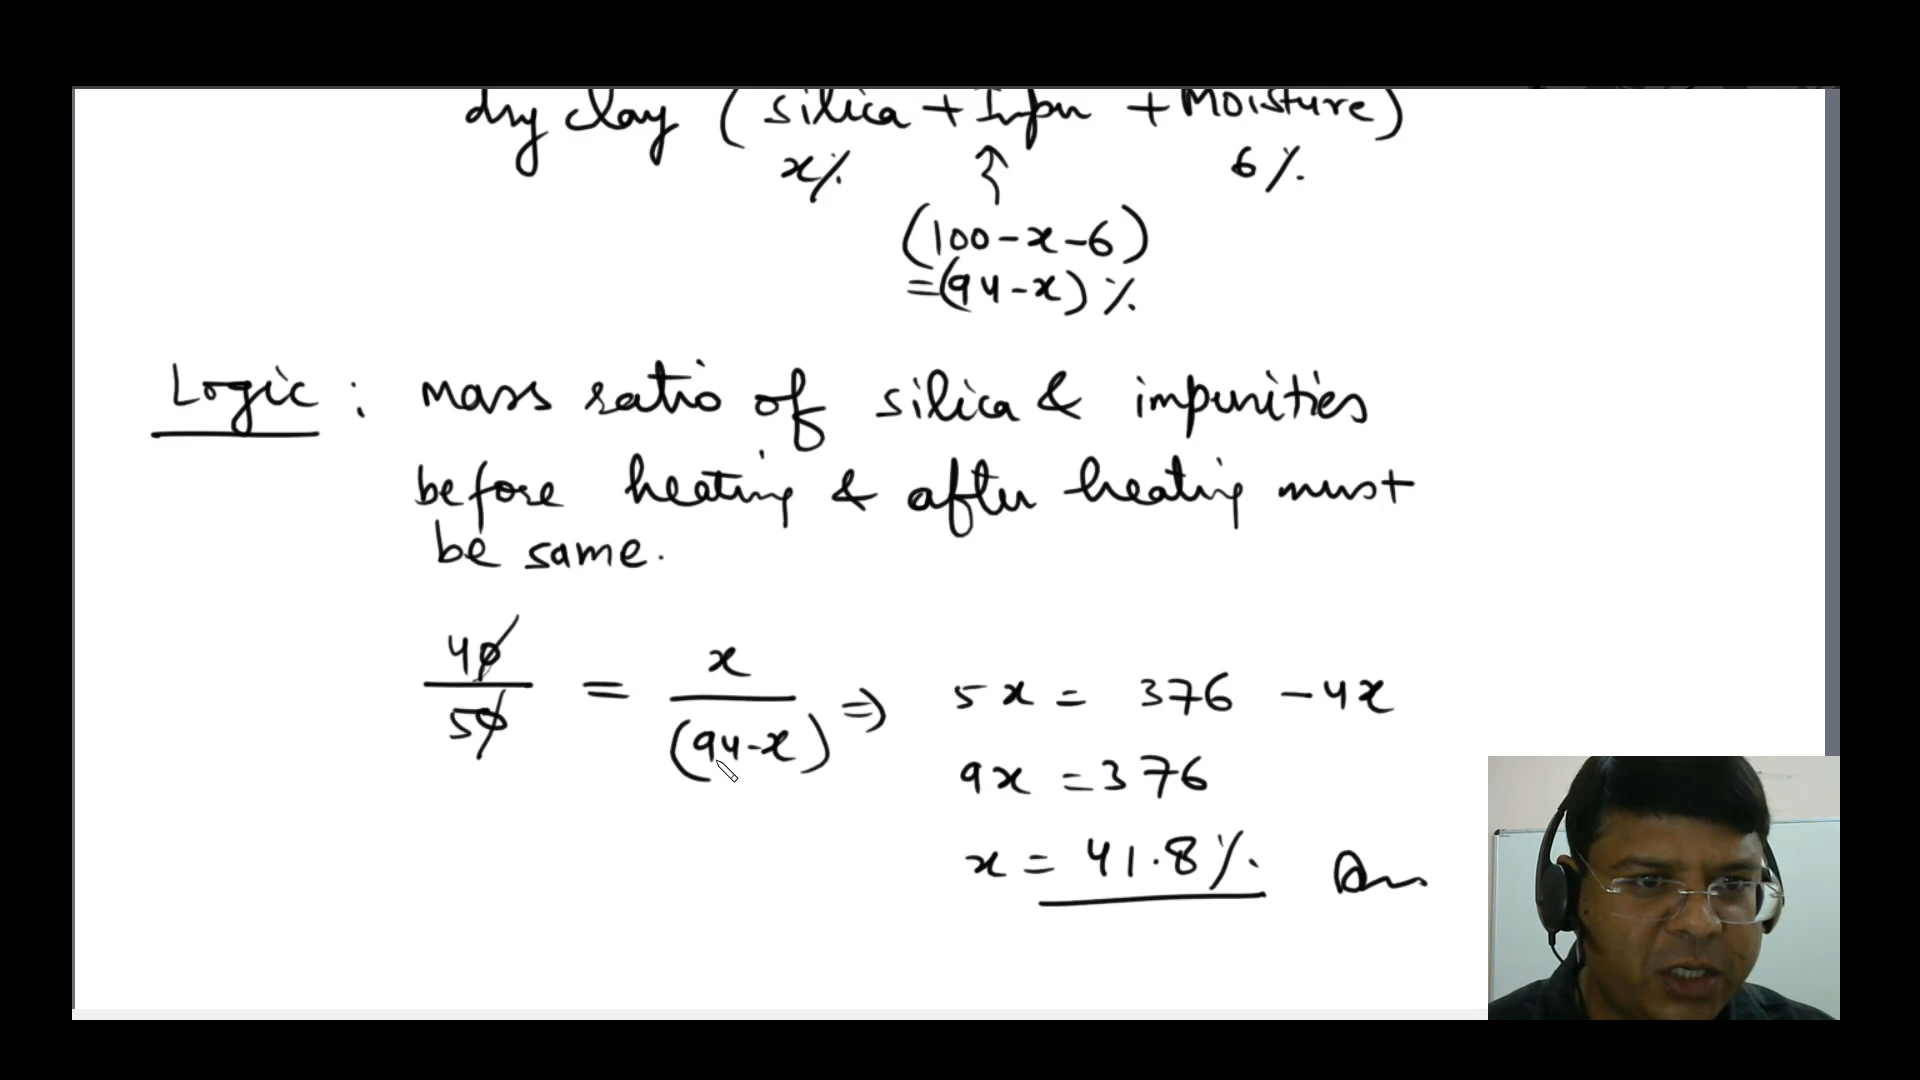 dry clay ( silica + Impu + Moisture )
x% 6 %
(100-x-6)
=(94-x) %
Logic : mass ratio of silica & impurities
before heating & after heating must
be same.
40/50 = x/(94-x) ⇒ 5x = 376 -4x
9x = 376
x = 41.8% Ans